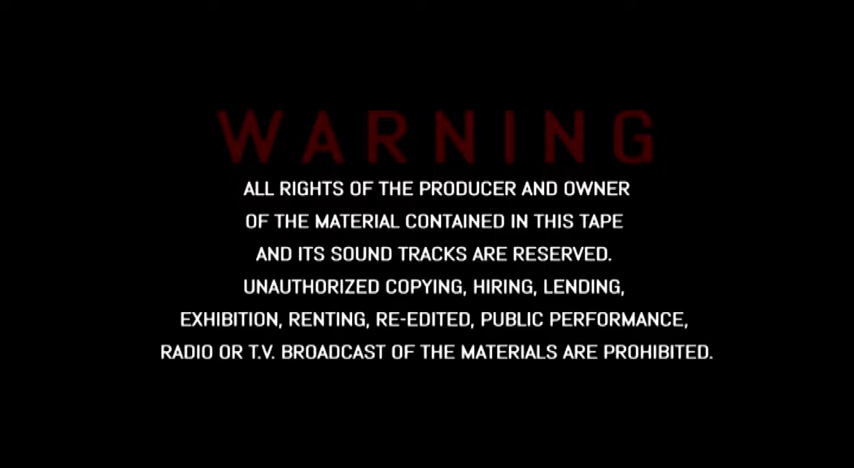 WARNING
ALL RIGHTS OF THE PRODUCER AND OWNER
OF THE MATERIAL CONTAINED IN THIS TAPE
AND ITS SOUND TRACKS ARE RESERVED.
UNAUTHORIZED COPYING, HIRING, LENDING,
EXHIBITION, RENTING, RE-EDITED, PUBLIC PERFORMANCE,
RADIO OR T.V. BROADCAST OF THE MATERIALS ARE PROHIBITED.